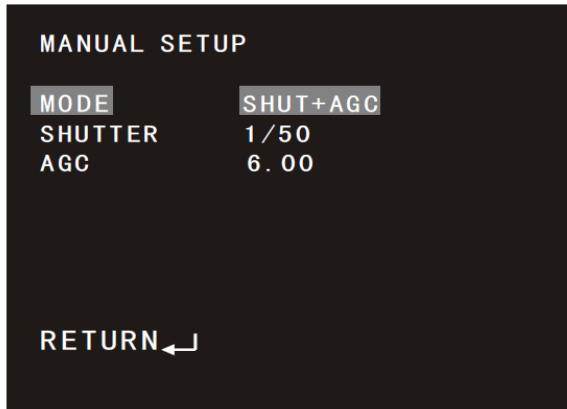 MANUAL SETUP
MODE SHUT+AGC
SHUTTER 1/50
AGC 6.00
RETURN